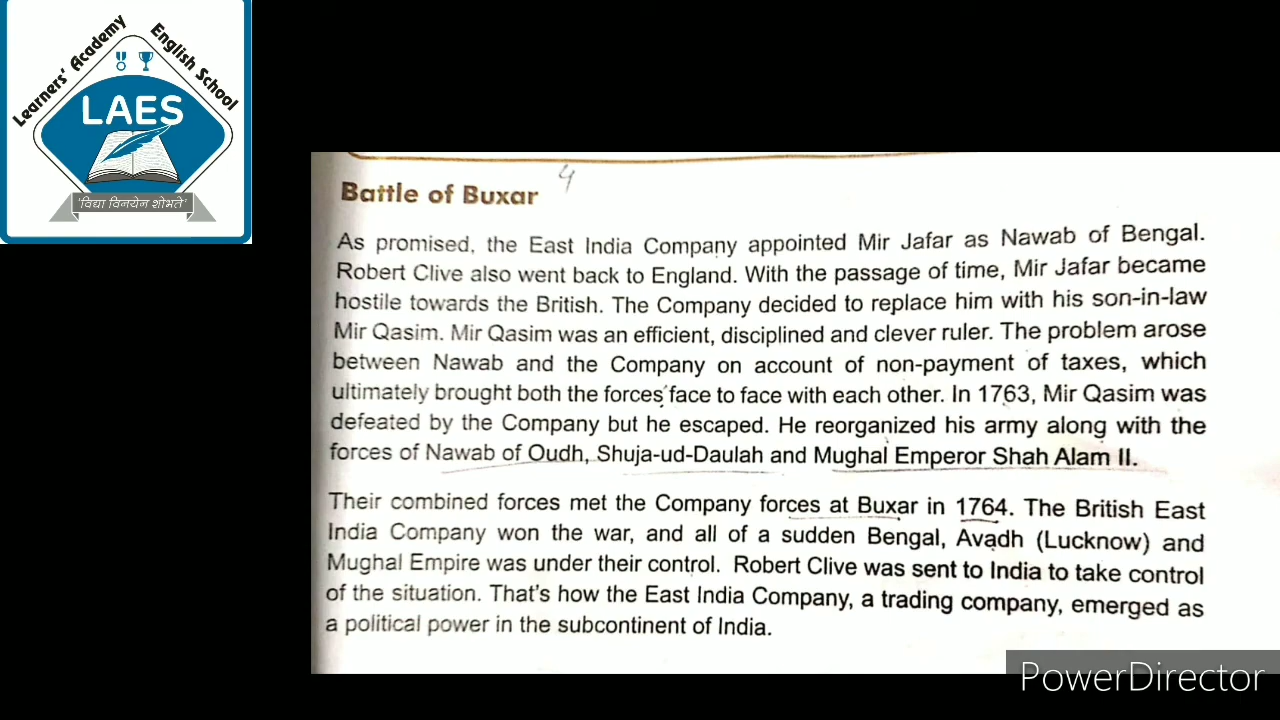 Learners' Academy English School
LAES
'विद्या विनयेन शोभते'
4
Battle of Buxar
As promised, the East India Company appointed Mir Jafar as Nawab of Bengal.
Robert Clive also went back to England. With the passage of time, Mir Jafar became
hostile towards the British. The Company decided to replace him with his son-in-law
Mir Qasim. Mir Qasim was an efficient, disciplined and clever ruler. The problem arose
between Nawab and the Company on account of non-payment of taxes, which
ultimately brought both the forces face to face with each other. In 1763, Mir Qasim was
defeated by the Company but he escaped. He reorganized his army along with the
forces of Nawab of Oudh, Shuja-ud-Daulah and Mughal Emperor Shah Alam II.
Their combined forces met the Company forces at Buxar in 1764. The British East
India Company won the war, and all of a sudden Bengal, Avadh (Lucknow) and
Mughal Empire was under their control. Robert Clive was sent to India to take control
of the situation. That's how the East India Company, a trading company, emerged as
a political power in the subcontinent of India.
PowerDirector